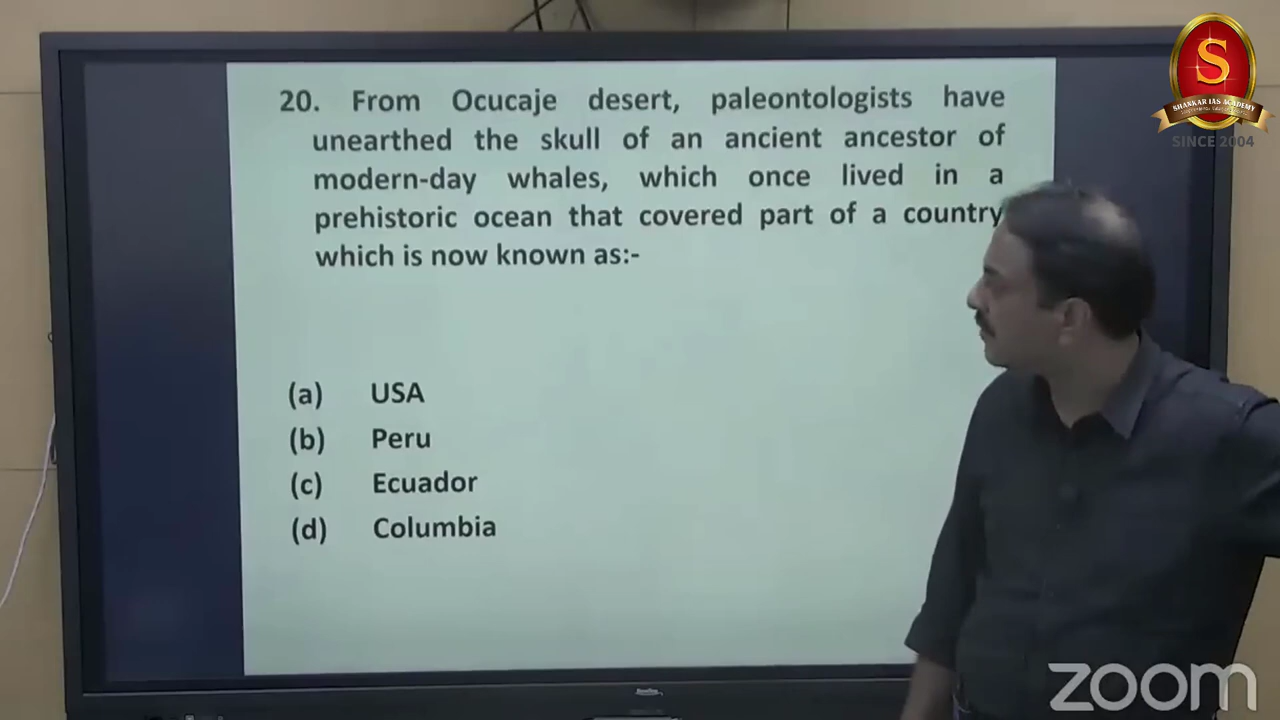 S
SHANKAR IAS ACADEMY
SINCE 2004
20. From Ocucaje desert, paleontologists have
unearthed the skull of an ancient ancestor of
modern-day whales, which once lived in a
prehistoric ocean that covered part of a country
which is now known as:-
(a) USA
(b) Peru
(c) Ecuador
(d) Columbia
zoom